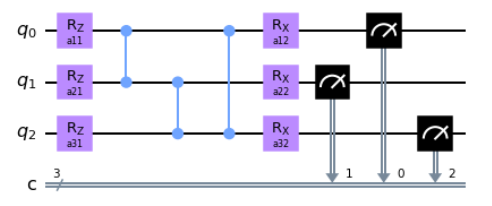 q0 RZ a11 RX a12
q1 RZ a21 RX a22
q2 RZ a31 RX a32
c 3 1 0 2